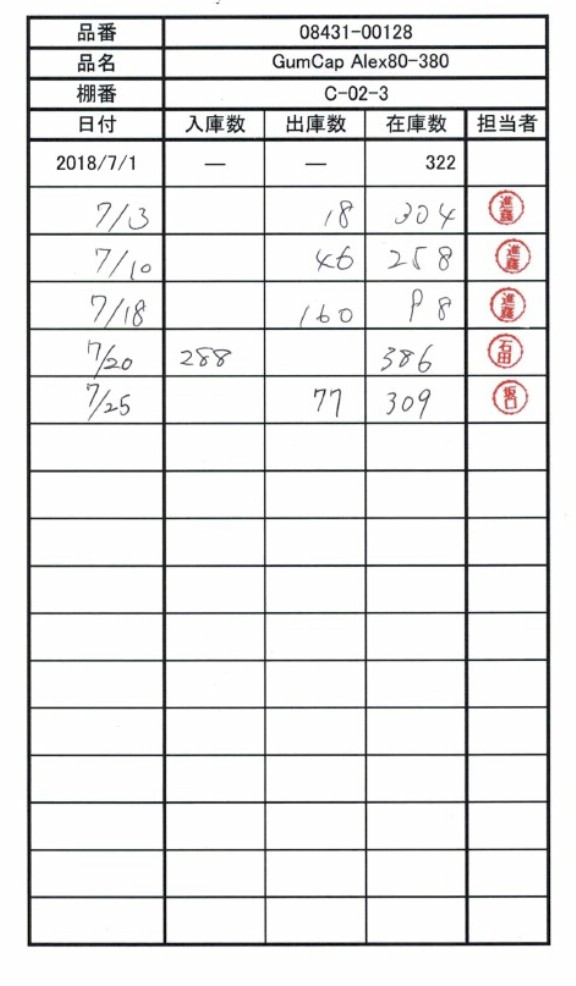 品番 08431-00128
品名 GumCap Alex80-380
棚番 C-02-3
日付 入庫数 出庫数 在庫数 担当者
2018/7/1 — — 322
7/3 18 304 進藤
7/10 46 258 進藤
7/18 160 98 進藤
7/20 288 386 石田
7/25 77 309 坂口